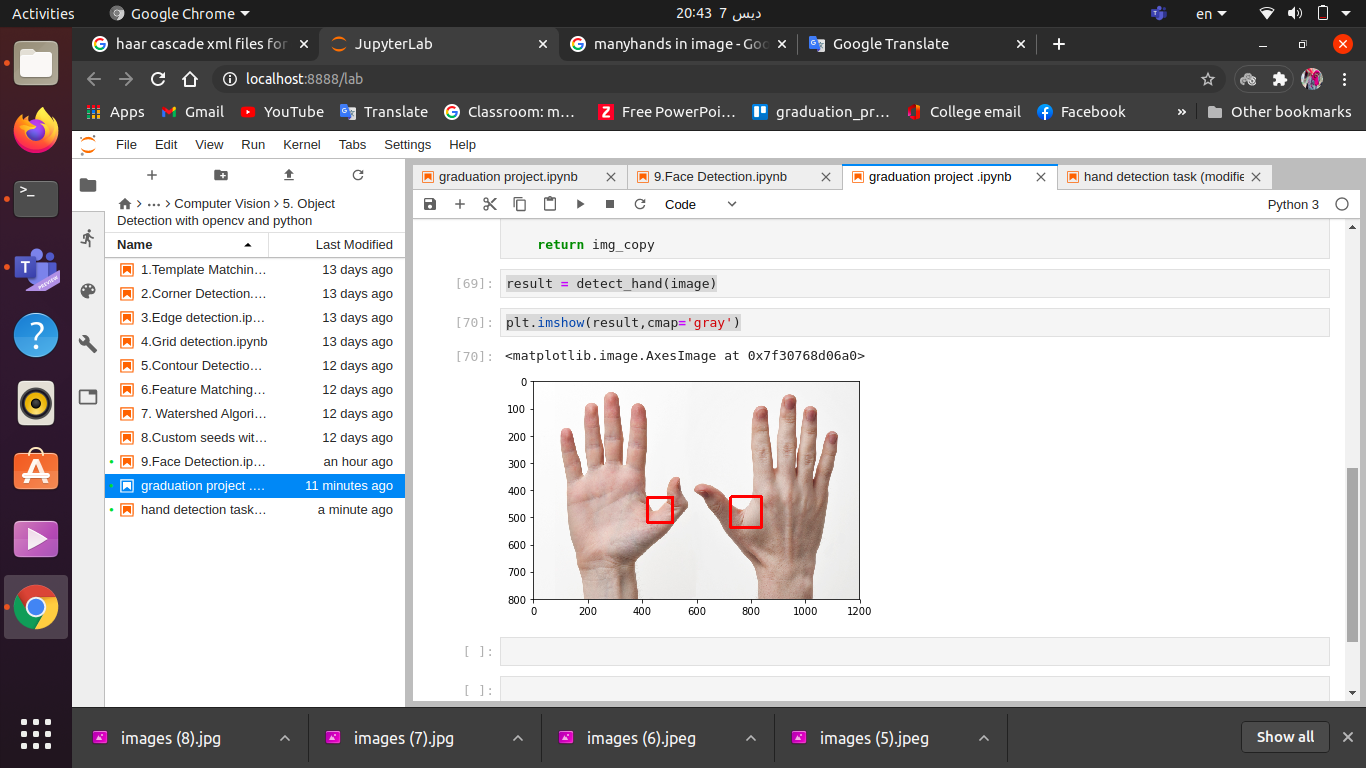 Activities
Google Chrome
20:43 7 ديس
en
haar cascade xml files for
JupyterLab
manyhands in image - Goo
Google Translate
localhost:8888/lab
Apps
Gmail
YouTube
Translate
Classroom: m...
Free PowerPoi...
graduation_pr...
College email
Facebook
»
Other bookmarks
File Edit View Run Kernel Tabs Settings Help
graduation project.ipynb
9.Face Detection.ipynb
graduation project .ipynb
hand detection task (modifie
Code
Python 3
... Computer Vision 5. Object
Detection with opencv and python
Name Last Modified
1.Template Matchin... 13 days ago
2.Corner Detection.... 13 days ago
3.Edge detection.ip... 13 days ago
4.Grid detection.ipynb 13 days ago
5.Contour Detectio... 12 days ago
6.Feature Matching... 12 days ago
7. Watershed Algori... 12 days ago
8.Custom seeds wit... 12 days ago
9.Face Detection.ip... an hour ago
graduation project .... 11 minutes ago
hand detection task... a minute ago
return img_copy
[69]: result = detect_hand(image)
[70]: plt.imshow(result,cmap='gray')
[70]: <matplotlib.image.AxesImage at 0x7f30768d06a0>
0
100
200
300
400
500
600
700
800
0 200 400 600 800 1000 1200
[ ]:
[ ]:
>_
T
PREVIEW
?
A
images (8).jpg
images (7).jpg
images (6).jpeg
images (5).jpeg
Show all